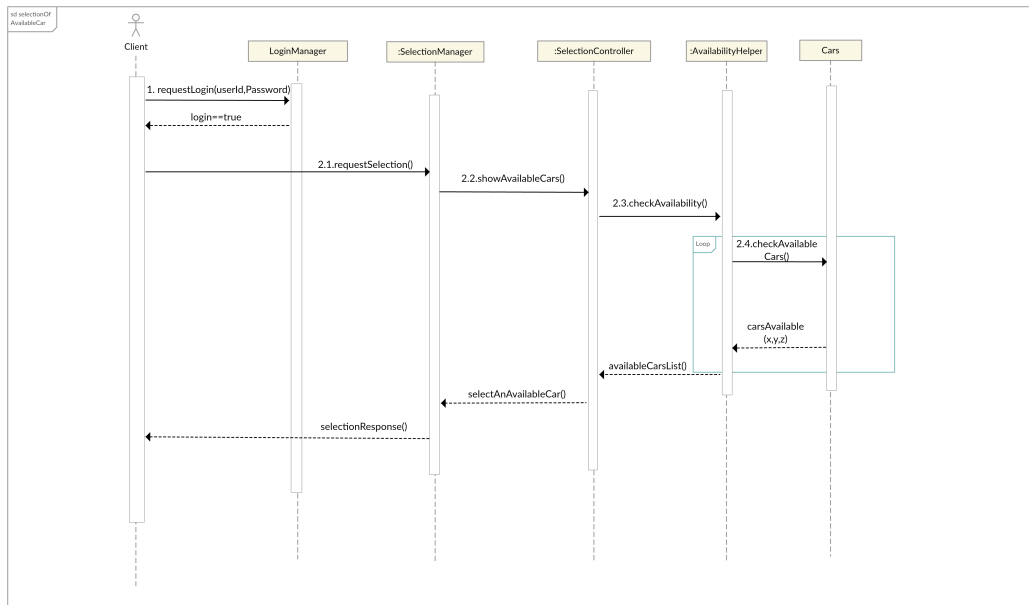 sd selectionOf
AvailableCar
Client
LoginManager
:SelectionManager
:SelectionController
:AvailabilityHelper
Cars
1. requestLogin(userId,Password)
login==true
2.1.requestSelection()
2.2.showAvailableCars()
2.3.checkAvailability()
Loop
2.4.checkAvailable
Cars()
carsAvailable
(x,y,z)
availableCarsList()
selectAnAvailableCar()
selectionResponse()